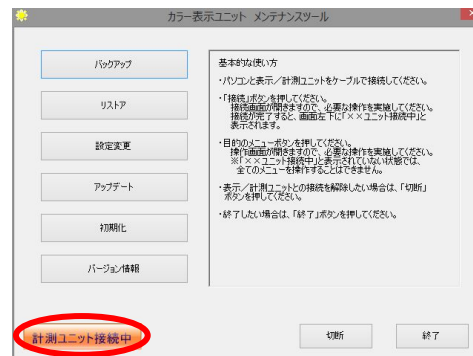 カラー表示ユニット メンテナンスツール
バックアップ
リストア
設定変更
アップデート
初期化
バージョン情報
基本的な使い方
・パソコンと表示／計測ユニットをケーブルで接続してください。
・「接続」ボタンを押してください。
接続画面が開きますので、必要な操作を実施してください。
接続が完了すると、画面左下に「××ユニット接続中」と
表示されます。
・目的のメニューボタンを押してください。
操作画面が開きますので、必要な操作を実施してください。
※「××ユニット接続中」と表示されていない状態では、
全てのメニューを操作することはできません。
・表示／計測ユニットとの接続を解除したい場合は、「切断」
ボタンを押してください。
・終了したい場合は、「終了」ボタンを押してください。
計測ユニット接続中
切断
終了